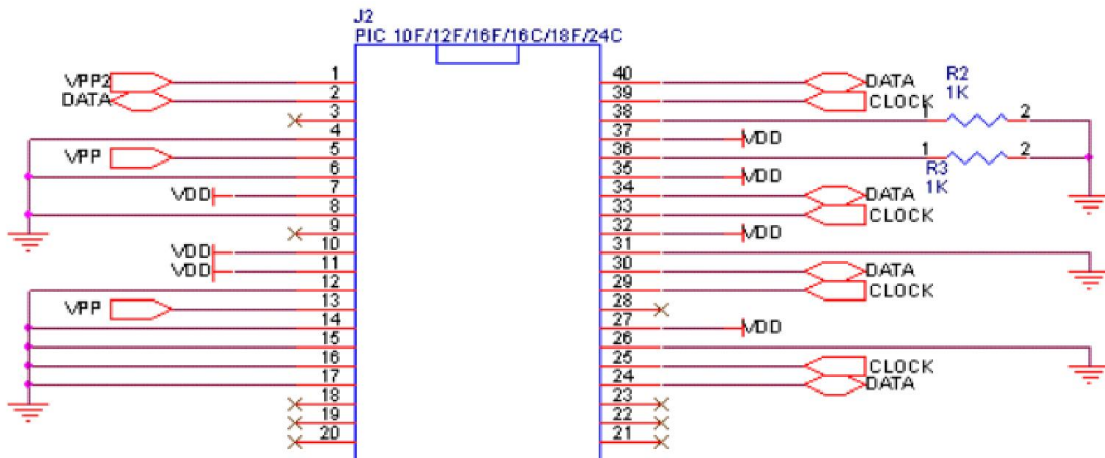 J2
PIC 10F/12F/16F/16C/18F/24C
VPP2 1 40 DATA
DATA 2 39 CLOCK
3 38 1 R2 1K 2
4 37 VDD
VPP 5 36 1 R3 1K 2
6 35 VDD
VDD 7 34 DATA
8 33 CLOCK
9 32 VDD
VDD 10 31
VDD 11 30 DATA
12 29 CLOCK
VPP 13 28
14 27 VDD
15 26
16 25 CLOCK
17 24 DATA
18 23
19 22
20 21